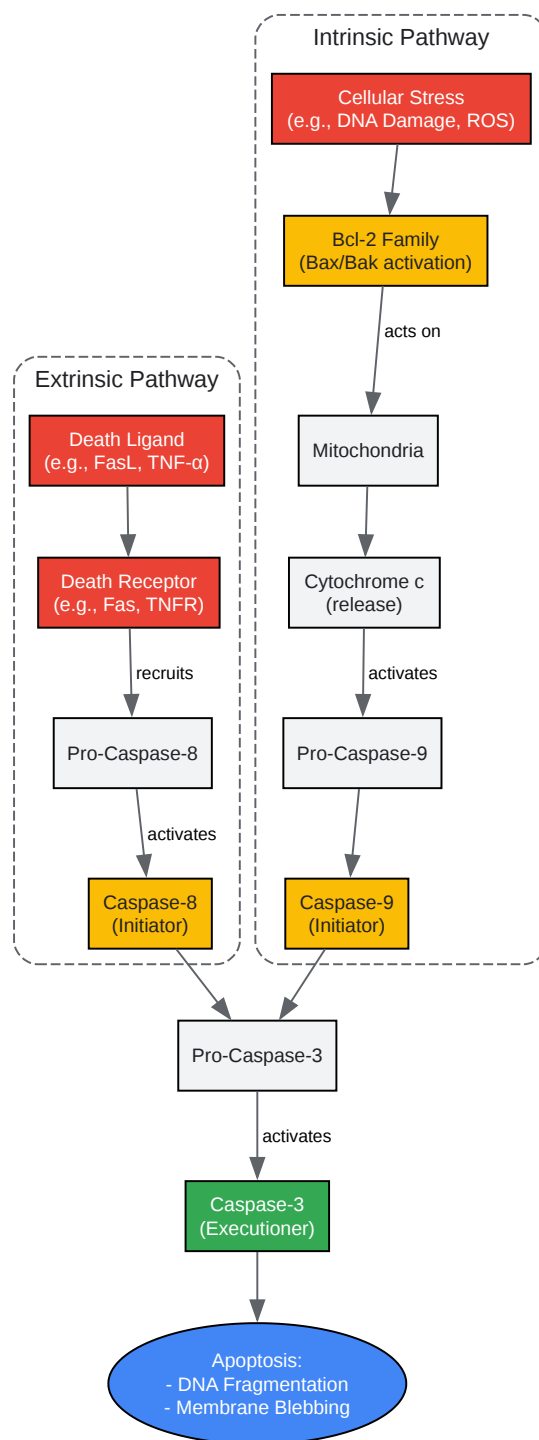 Intrinsic Pathway
Cellular Stress
(e.g., DNA Damage, ROS)
Bcl-2 Family
(Bax/Bak activation)
acts on
Mitochondria
Cytochrome c
(release)
activates
Pro-Caspase-9
Caspase-9
(Initiator)
Extrinsic Pathway
Death Ligand
(e.g., FasL, TNF-α)
Death Receptor
(e.g., Fas, TNFR)
recruits
Pro-Caspase-8
activates
Caspase-8
(Initiator)
Pro-Caspase-3
activates
Caspase-3
(Executioner)
Apoptosis:
- DNA Fragmentation
- Membrane Blebbing